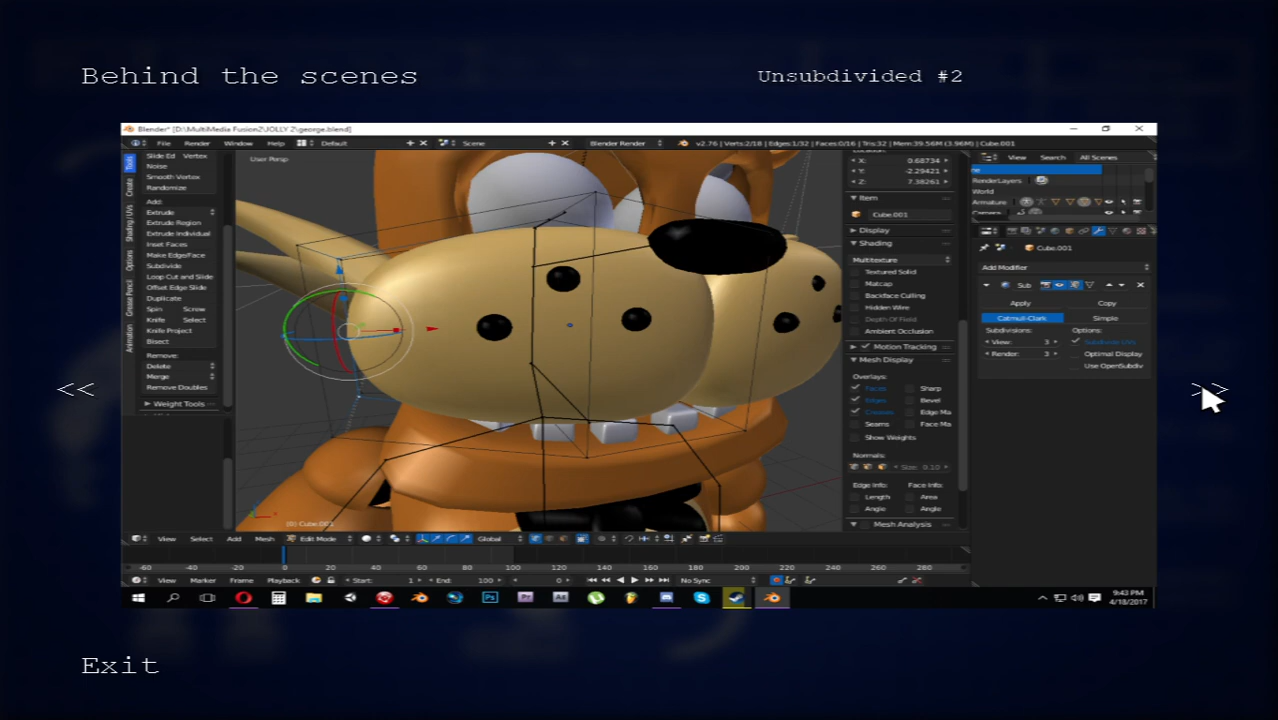 Behind the scenes
Unsubdivided #2
<<
>>
Blender* [D:\MultiMedia Fusion2\JOLLY 2\george.blend]
File Render Window Help Default Scene Blender Render v2.76 | Verts:2/18 | Edges:1/32 | Faces:0/16 | Tris:32 | Mem:39.56M (3.96M) | Cube.001
Tools
Create
Shading / UVs
Options
Grease Pencil
Animation
Slide Ed Vertex
Noise
Smooth Vertex
Randomize
Add:
Extrude
Extrude Region
Extrude Individual
Inset Faces
Make Edge/Face
Subdivide
Loop Cut and Slide
Offset Edge Slide
Duplicate
Spin Screw
Knife Select
Knife Project
Bisect
Remove:
Delete
Merge
Remove Doubles
Weight Tools
User Persp
(0) Cube.001
Location:
X: 0.68734
Y: -2.29421
Z: 7.38261
Item
Cube.001
Display
Shading
Multitexture
Textured Solid
Matcap
Backface Culling
Hidden Wire
Depth Of Field
Ambient Occlusion
Motion Tracking
Mesh Display
Overlays:
Faces Sharp
Edges Bevel
Creases Edge Ma
Seams Face Ma
Show Weights
Normals:
Size: 0.10
Edge Info: Face Info:
Length Area
Angle Angle
Mesh Analysis
View Search All Scenes
RenderLayers
World
Armature
Camera
Cube.001
Add Modifier
Sub
Apply Copy
Catmull-Clark Simple
Subdivisions: Options:
View: 3 Subdivide UVs
Render: 3 Optimal Display
Use OpenSubdiv
View Select Add Mesh Edit Mode Global
-60 -40 -20 0 20 40 60 80 100 120 140 160 180 200 220 240 260 280
View Marker Frame Playback Start: 1 End: 100 0 No Sync
Ps Pr Ae
9:43 PM
4/18/2017
Exit